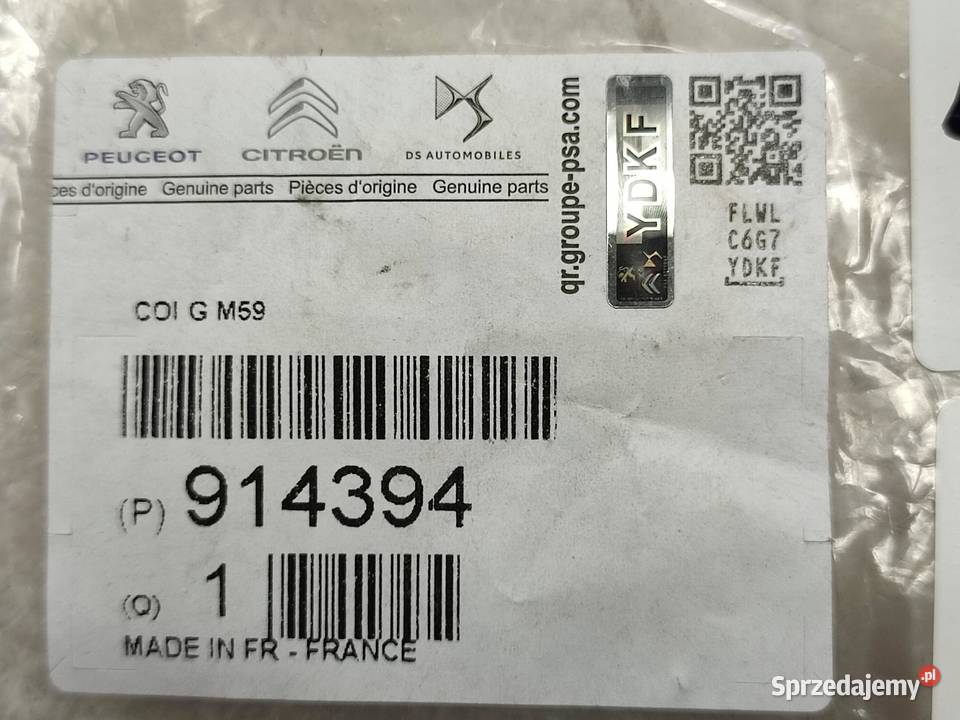 PEUGEOT CITROËN DS AUTOMOBILES
ces d'origine Genuine parts Pièces d'origine Genuine parts
qr.groupe-psa.com
YDKF
FLWL
C6G7
YDKF
COI G M59
(P) 914394
(Q) 1
MADE IN FR - FRANCE
Sprzedajemy.pl